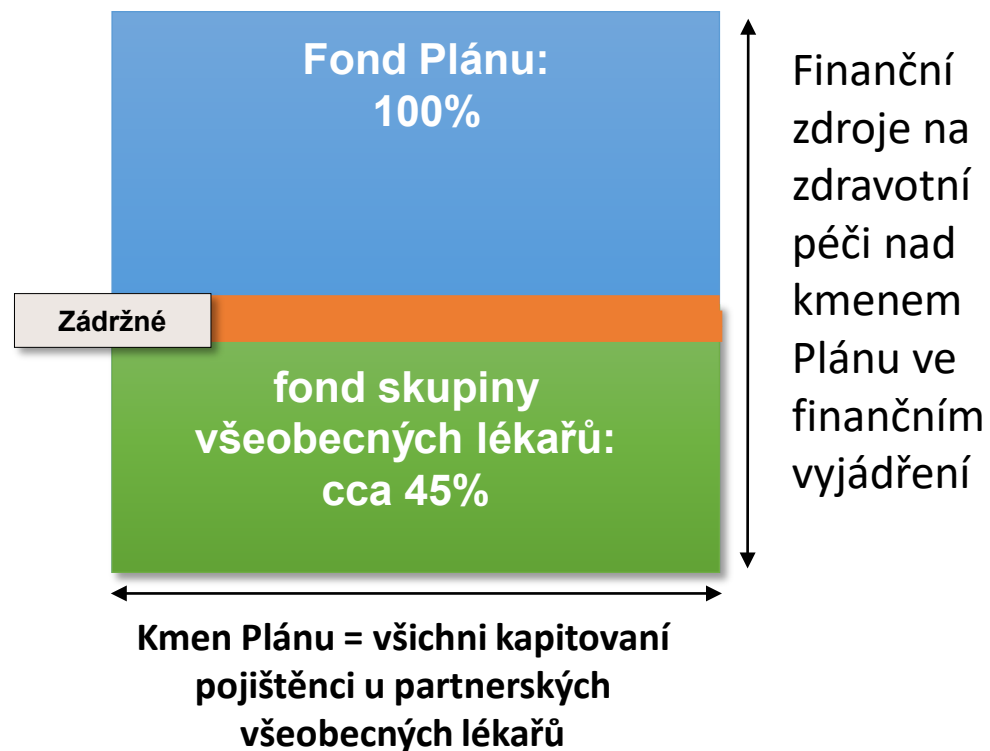 Fond Plánu:
100%
Finanční
zdroje na
zdravotní
péči nad
kmenem
Plánu ve
finančním
vyjádření
Zádržné
fond skupiny
všeobecných lékařů:
cca 45%
Kmen Plánu = všichni kapitovaní
pojištěnci u partnerských
všeobecných lékařů